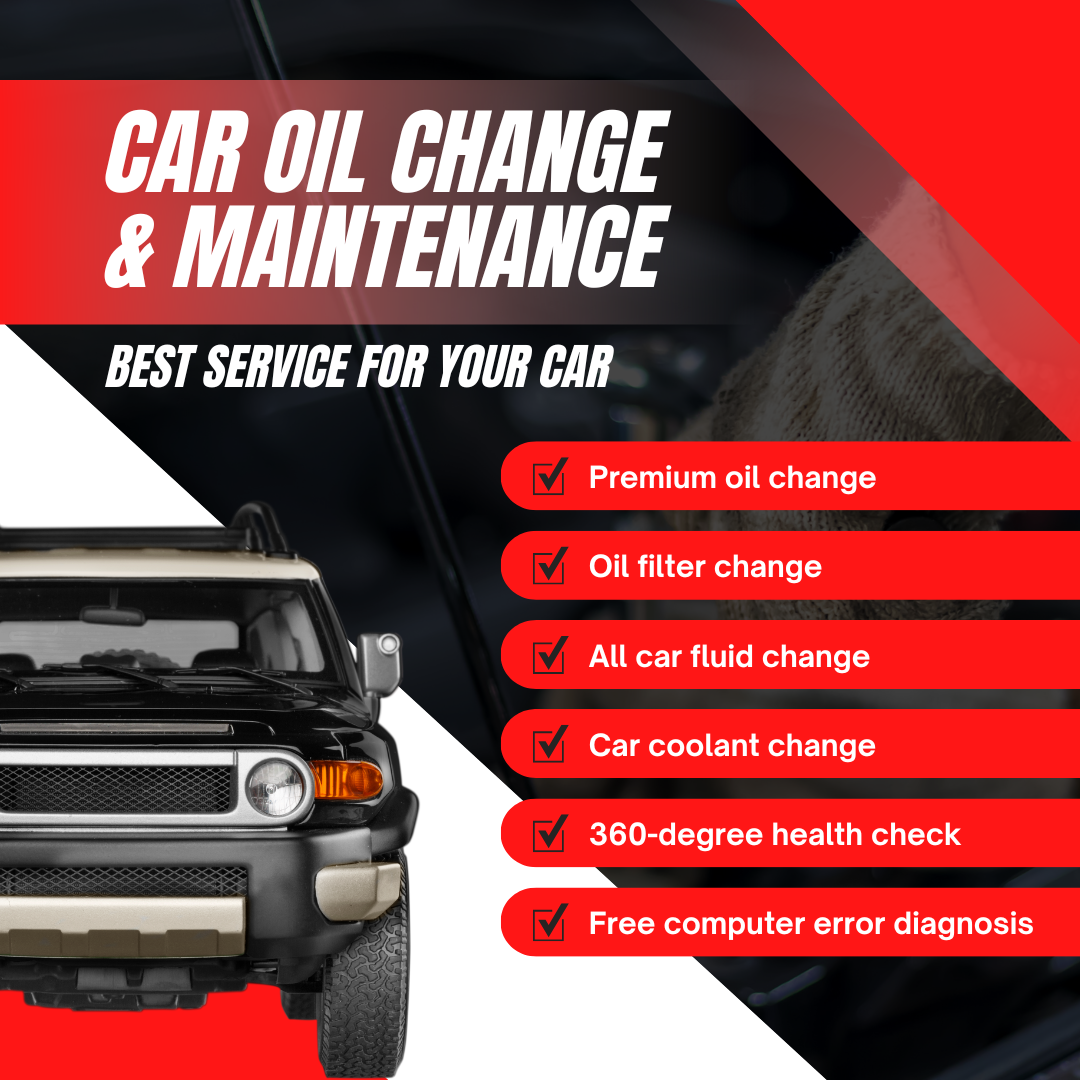 CAR OIL CHANGE
& MAINTENANCE
BEST SERVICE FOR YOUR CAR
Premium oil change
Oil filter change
All car fluid change
Car coolant change
360-degree health check
Free computer error diagnosis